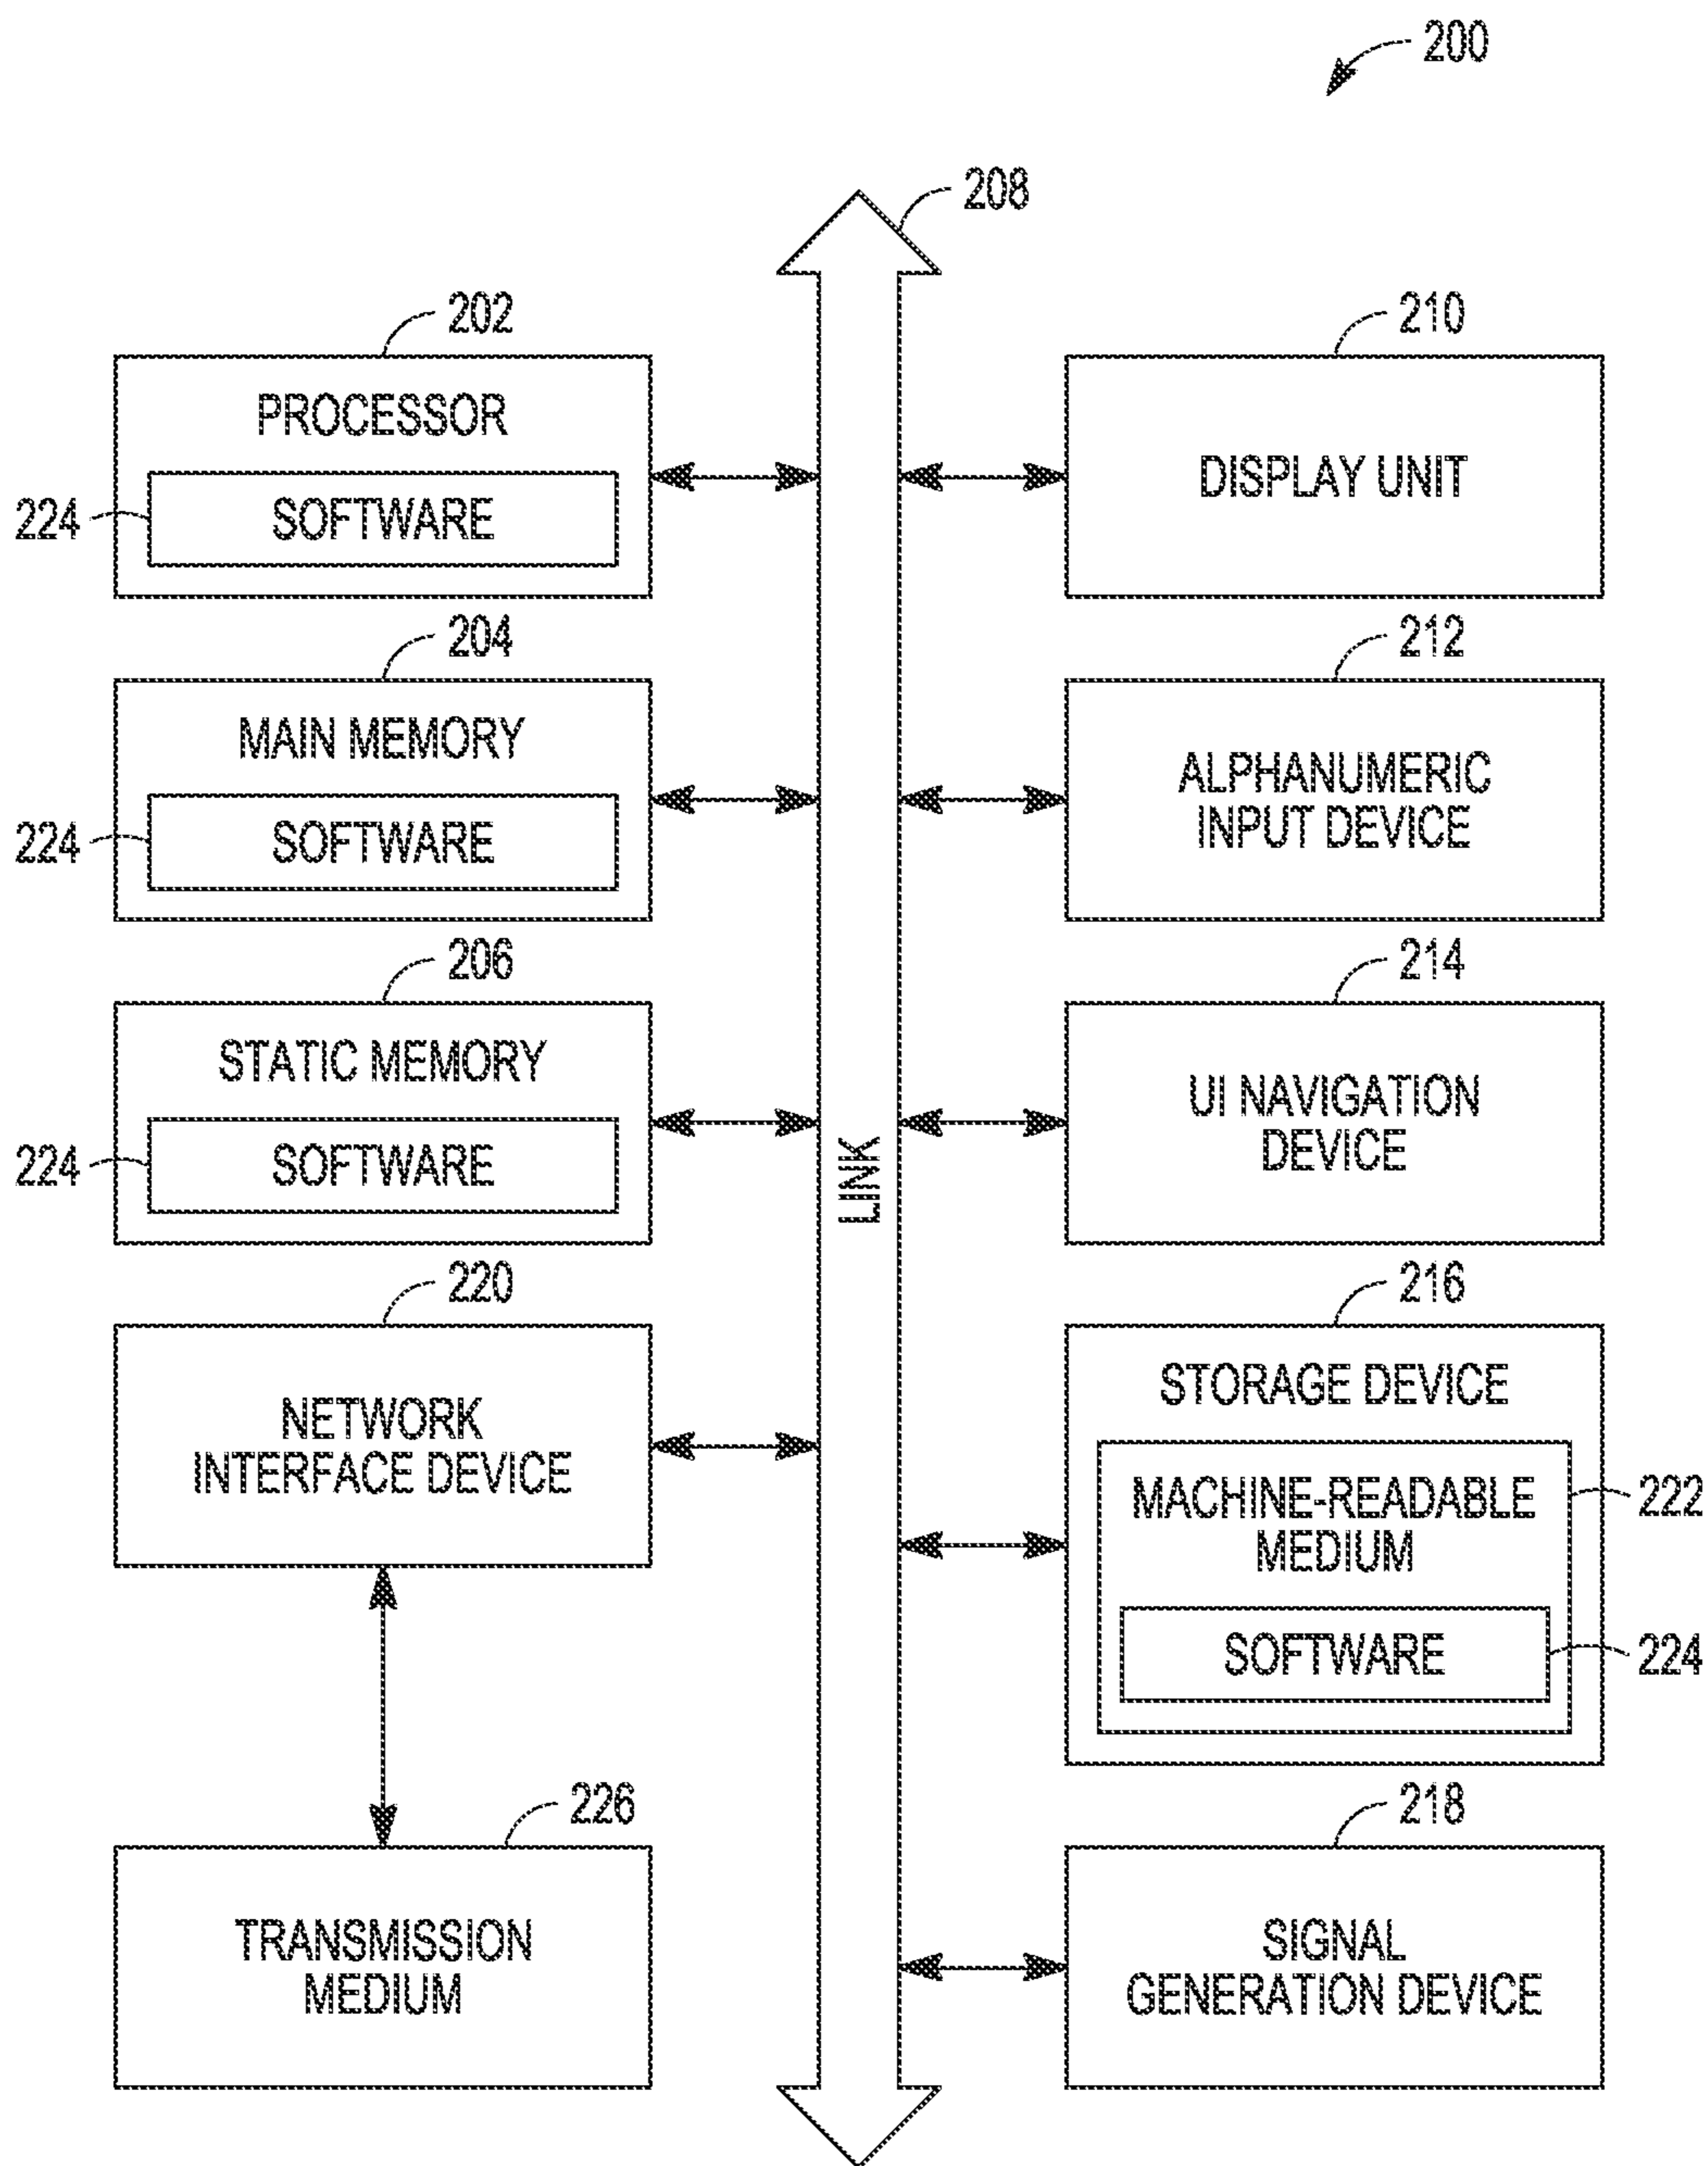 200
208
202
PROCESSOR
224
SOFTWARE
204
MAIN MEMORY
224
SOFTWARE
206
STATIC MEMORY
224
SOFTWARE
220
NETWORK
INTERFACE DEVICE
226
TRANSMISSION
MEDIUM
LINK
210
DISPLAY UNIT
212
ALPHANUMERIC
INPUT DEVICE
214
UI NAVIGATION
DEVICE
216
STORAGE DEVICE
MACHINE-READABLE
MEDIUM
222
SOFTWARE
224
218
SIGNAL
GENERATION DEVICE